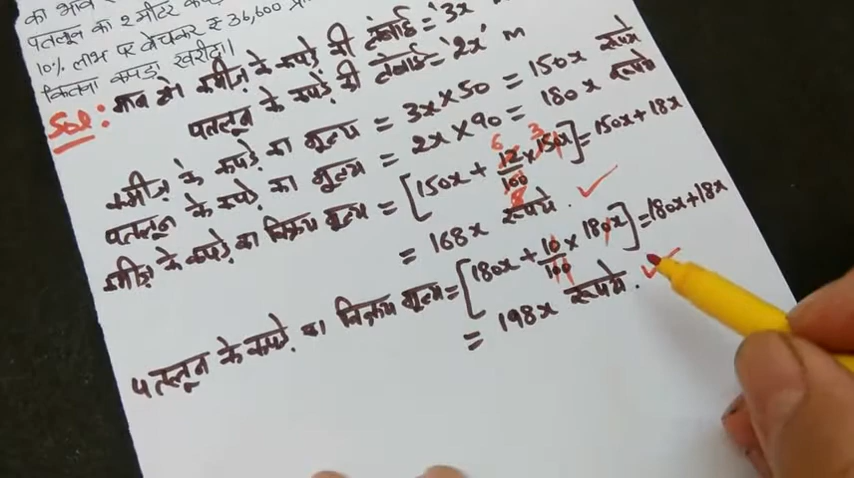 का भाव
पतलून का 2 मीटर कप
10% लाभ पर बेचकर ₹ 36,600 प्रा
कितना कपड़ा खरीदा।
Sol: माना की कमीज़ के कपड़े की लंबाई = '3x' m
पतलून के कपड़े की लंबाई = '2x' m
कमीज़ के कपड़े का मूल्य = 3x×50 = 150x रूपये
पतलून के कपड़े का मूल्य = 2x×90 = 180x रूपये
कमीज़ के कपड़े का विक्रय मूल्य = [150x + 12/100 × 150x] = 150x+18x
= 168x रूपये.
पतलून के कपड़े का विक्रय मूल्य = [180x + 10/100 × 180x] = 180x+18x
= 198x रूपये.